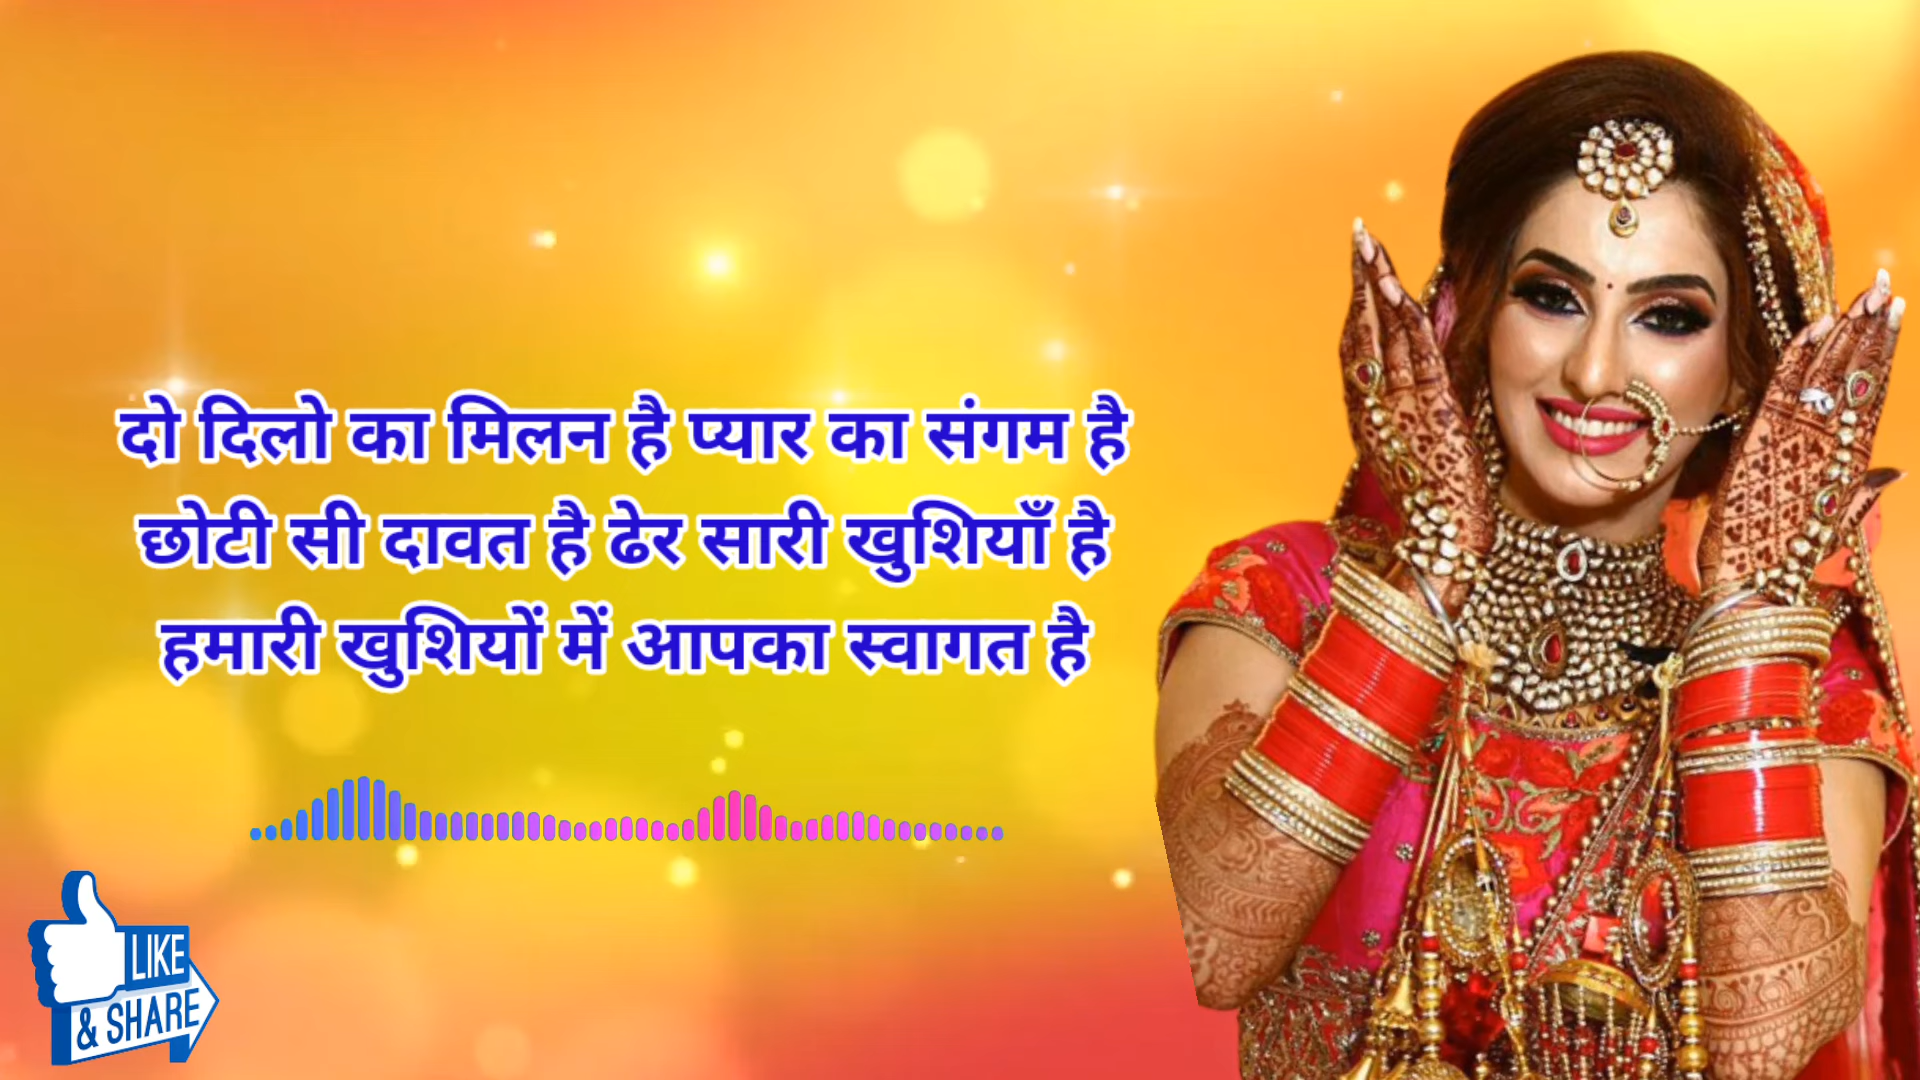 दो दिलो का मिलन है प्यार का संगम है
छोटी सी दावत है ढेर सारी खुशियाँ है
हमारी खुशियों में आपका स्वागत है
LIKE
& SHARE